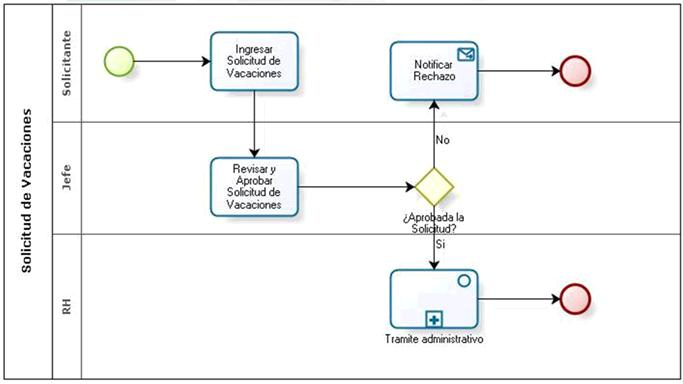 Solicitud de Vacaciones
Solicitante
Ingresar
Solicitud de
Vacaciones
Notificar
Rechazo
Jefe
Revisar y
Aprobar
Solicitud de
Vacaciones
No
¿Aprobada la
Solicitud?
Si
RH
Tramite administrativo